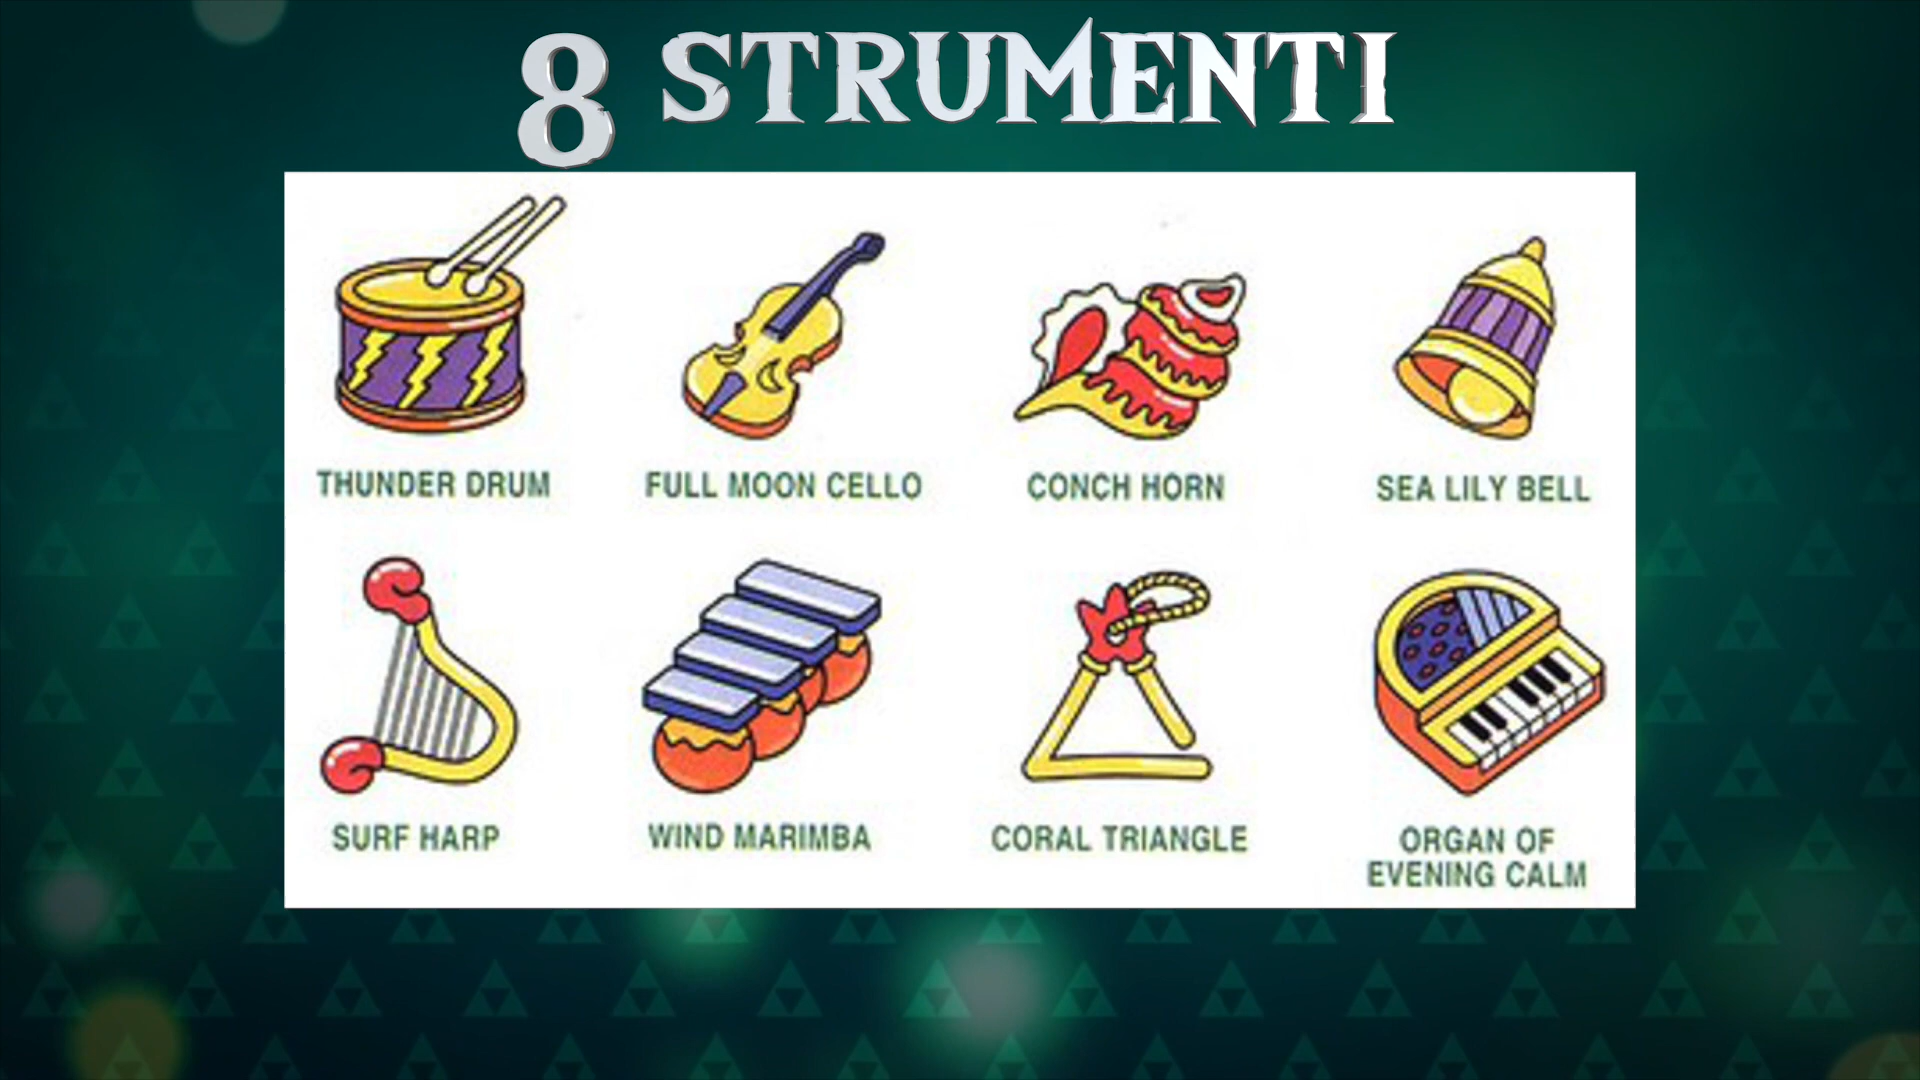 8 STRUMENTI
THUNDER DRUM
FULL MOON CELLO
CONCH HORN
SEA LILY BELL
SURF HARP
WIND MARIMBA
CORAL TRIANGLE
ORGAN OF
EVENING CALM